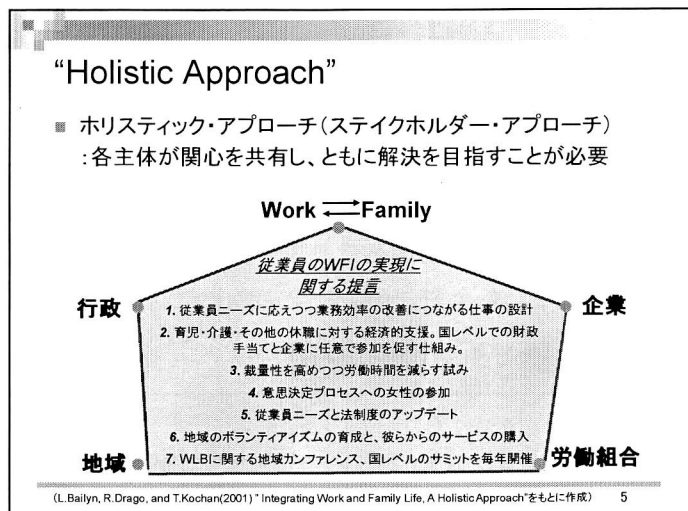 “Holistic Approach”
ホリスティック・アプローチ(ステイクホルダー・アプローチ)
:各主体が関心を共有し、ともに解決を目指すことが必要
Work ⇄ Family
従業員のWFIの実現に
関する提言
行政
企業
1. 従業員ニーズに応えつつ業務効率の改善につながる仕事の設計
2. 育児・介護・その他の休職に対する経済的支援。国レベルでの財政
手当てと企業に任意で参加を促す仕組み。
3. 裁量性を高めつつ労働時間を減らす試み
4. 意思決定プロセスへの女性の参加
5. 従業員ニーズと法制度のアップデート
6. 地域のボランティアイズムの育成と、彼らからのサービスの購入
7. WLBに関する地域カンファレンス、国レベルのサミットを毎年開催
地域
労働組合
(L.Bailyn, R.Drago, and T.Kochan(2001) " Integrating Work and Family Life, A Holistic Approach"をもとに作成)
5